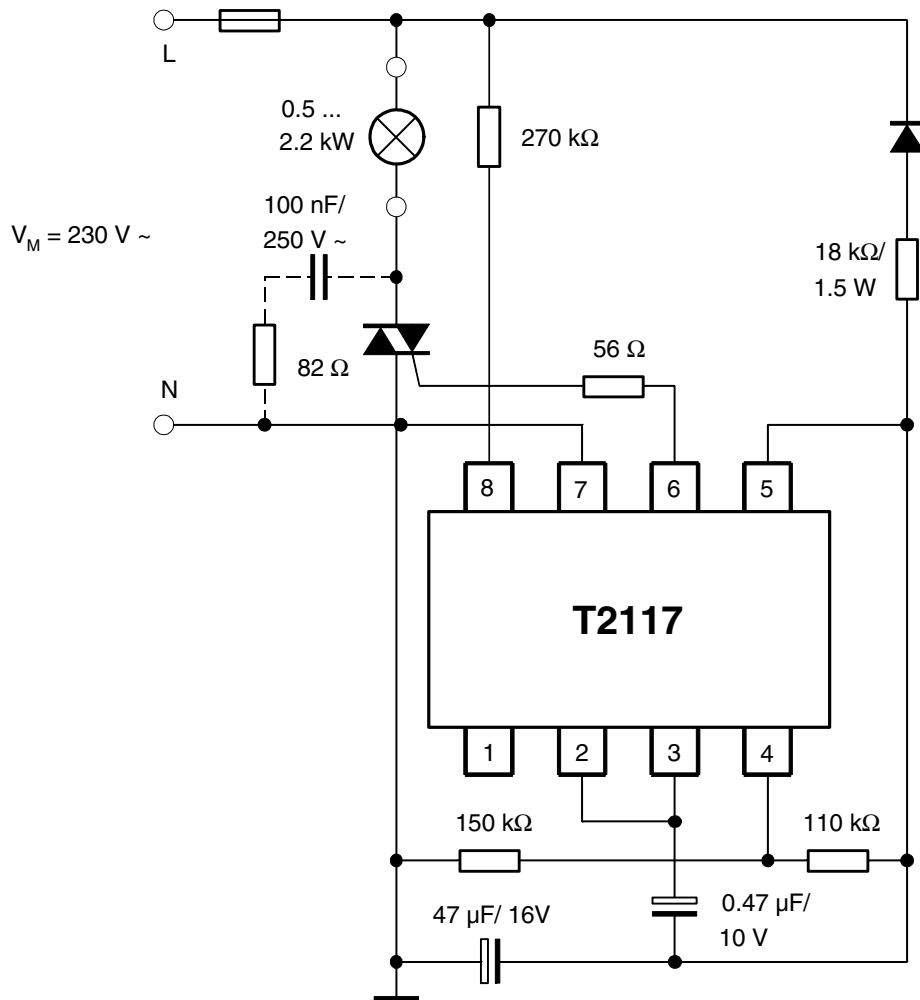 L
0.5 ...
2.2 kW
270 kΩ
100 nF/
250 V ~
V_M = 230 V ~
18 kΩ/
1.5 W
56 Ω
82 Ω
N
8 7 6 5
T2117
1 2 3 4
150 kΩ
110 kΩ
47 µF/ 16V
0.47 µF/
10 V